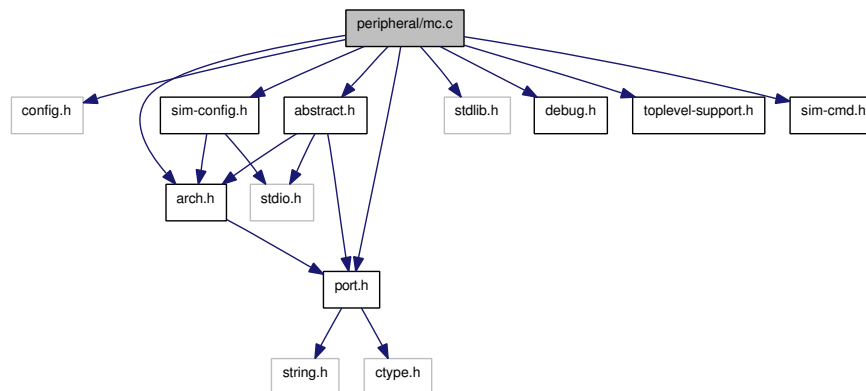 peripheral/mc.c
config.h
sim-config.h
abstract.h
stdlib.h
debug.h
toplevel-support.h
sim-cmd.h
arch.h
stdio.h
port.h
string.h
ctype.h